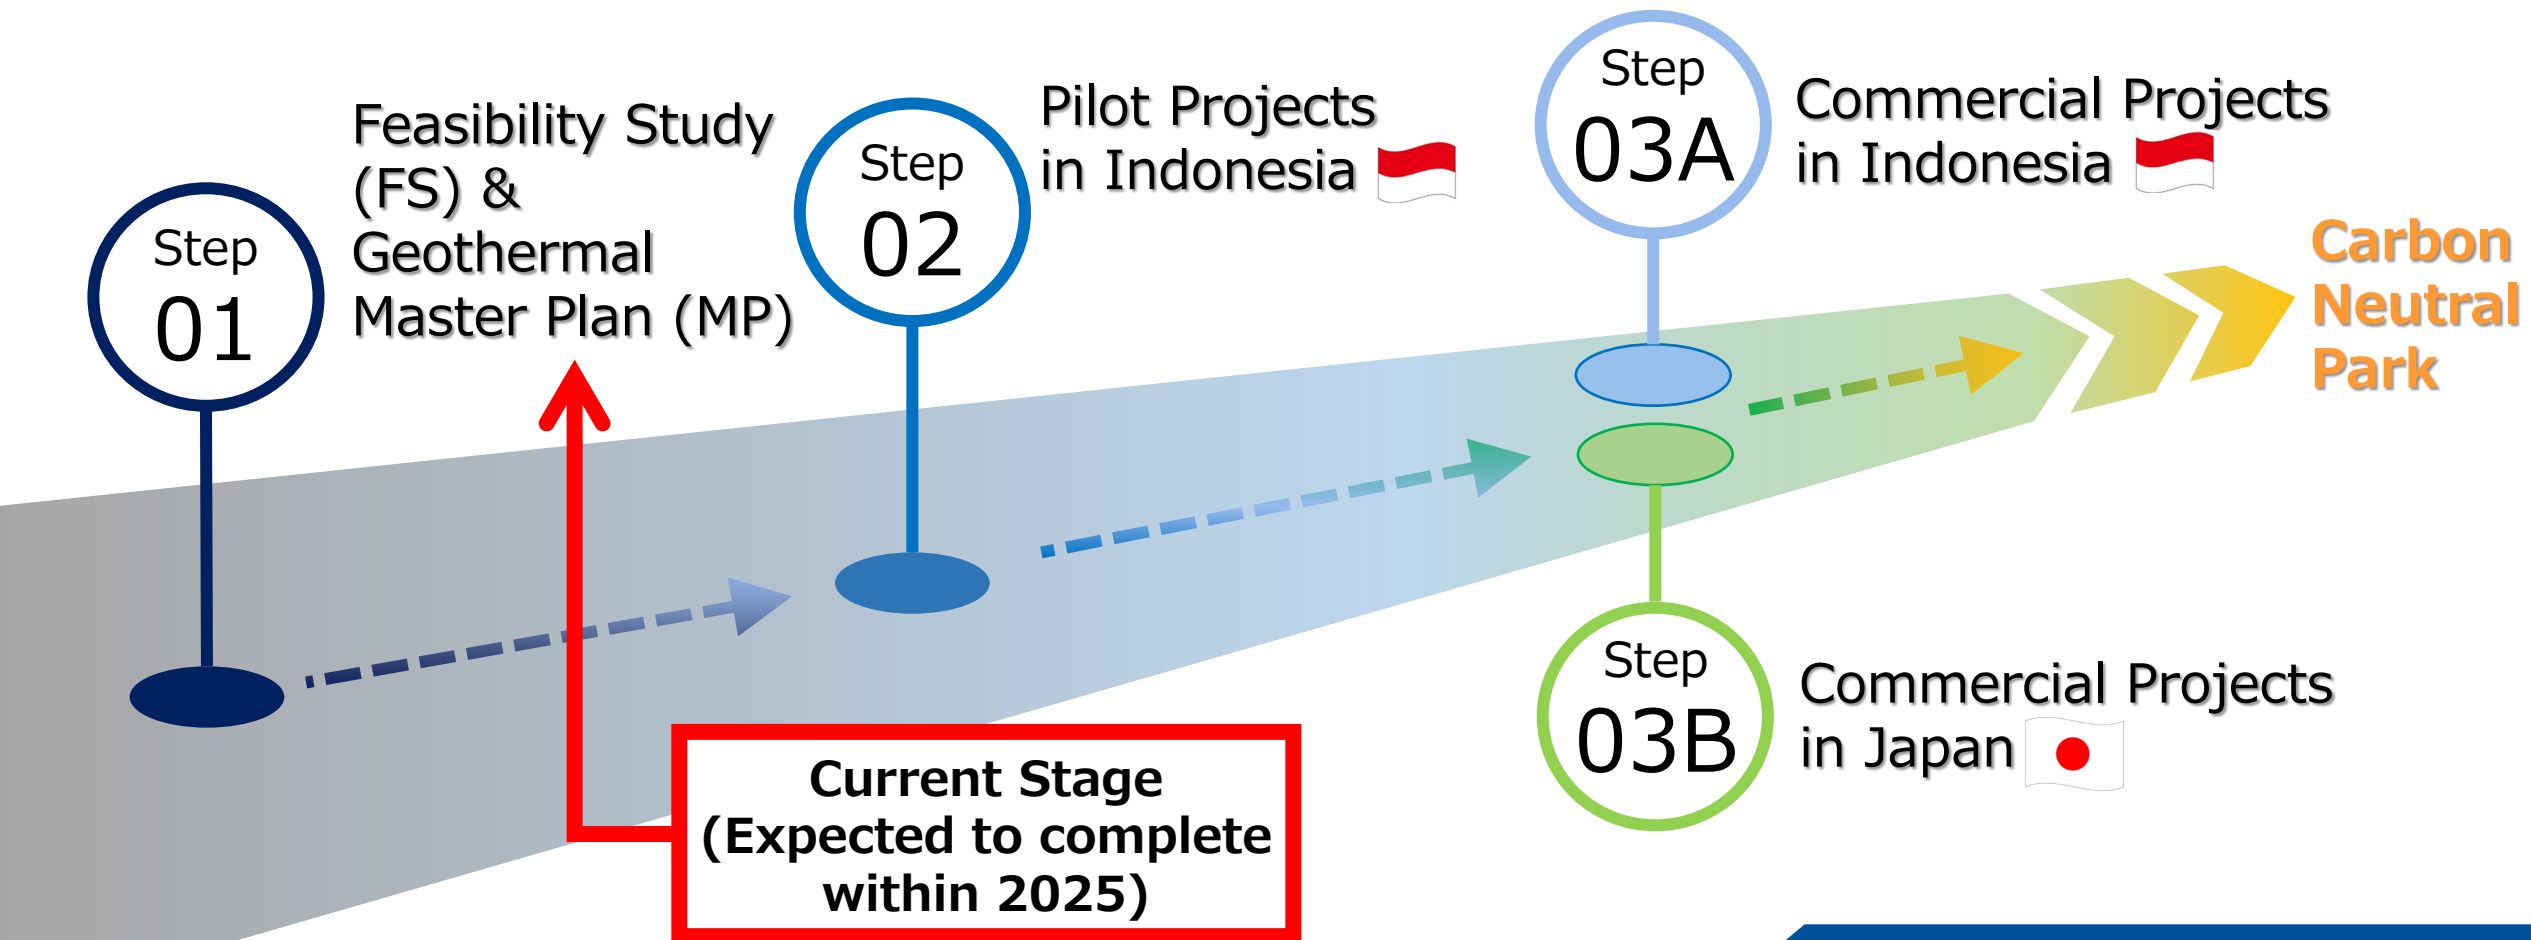 Step
01
Feasibility Study
(FS) &
Geothermal
Master Plan (MP)
Step
02
Pilot Projects
in Indonesia
Step
03A
Commercial Projects
in Indonesia
Carbon
Neutral
Park
Step
03B
Commercial Projects
in Japan
Current Stage
(Expected to complete
within 2025)